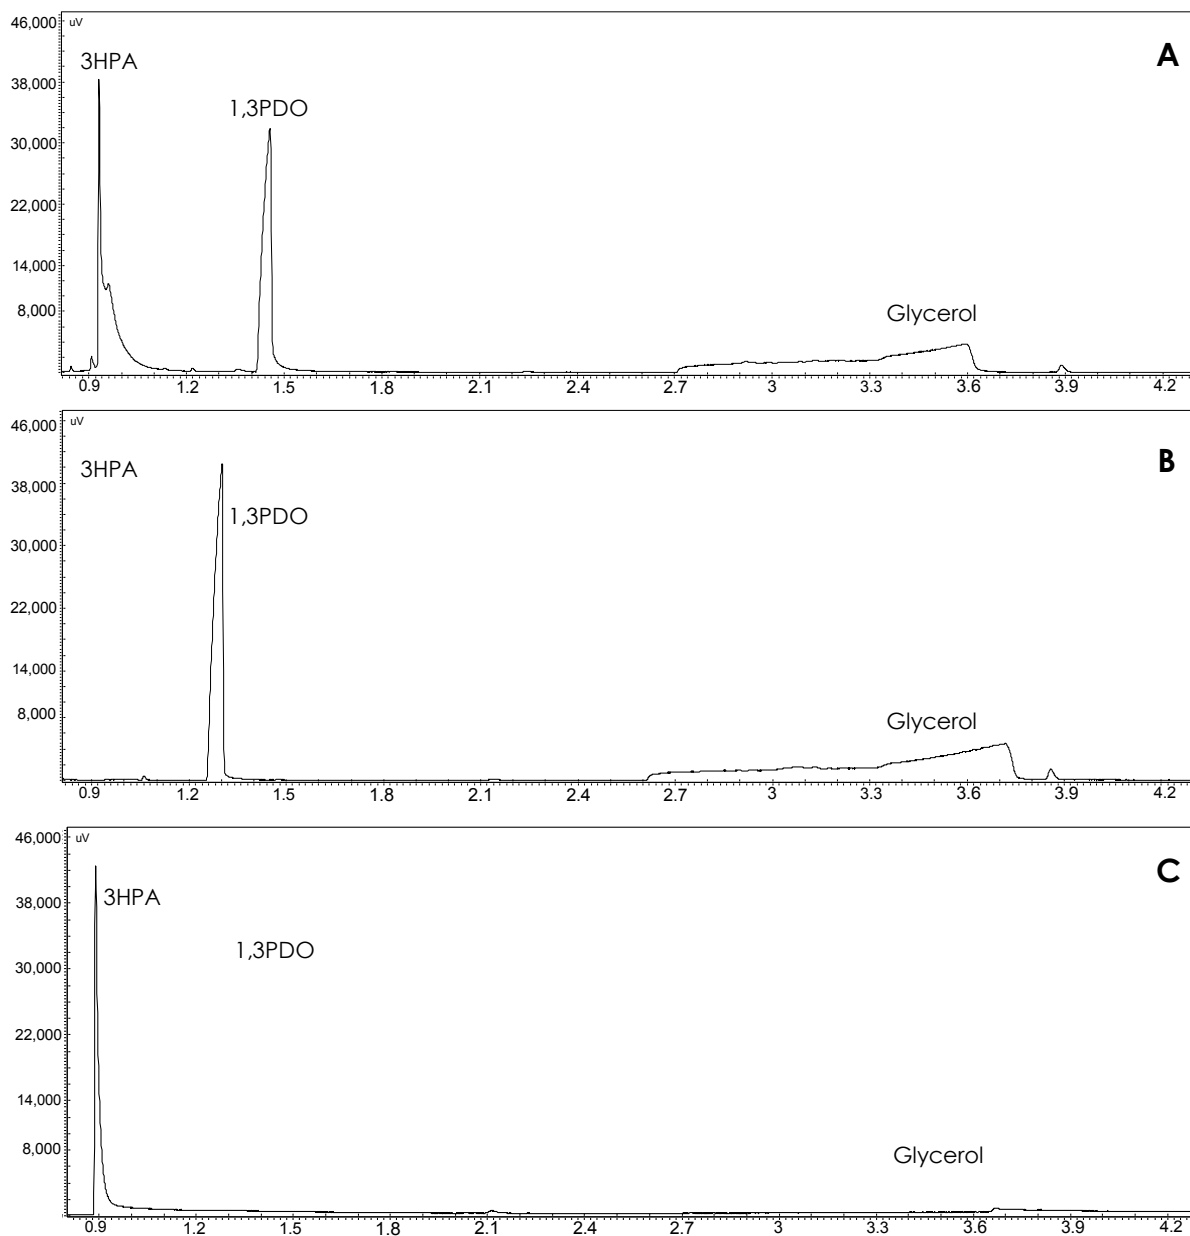 46,000
uV
A
3HPA
38,000
1,3PDO
30,000
22,000
14,000
8,000
Glycerol
0.9 1.2 1.5 1.8 2.1 2.4 2.7 3 3.3 3.6 3.9 4.2
46,000
uV
B
3HPA
38,000
1,3PDO
30,000
22,000
14,000
8,000
Glycerol
0.9 1.2 1.5 1.8 2.1 2.4 2.7 3 3.3 3.6 3.9 4.2
46,000
uV
C
3HPA
38,000
1,3PDO
30,000
22,000
14,000
8,000
Glycerol
0.9 1.2 1.5 1.8 2.1 2.4 2.7 3 3.3 3.6 3.9 4.2